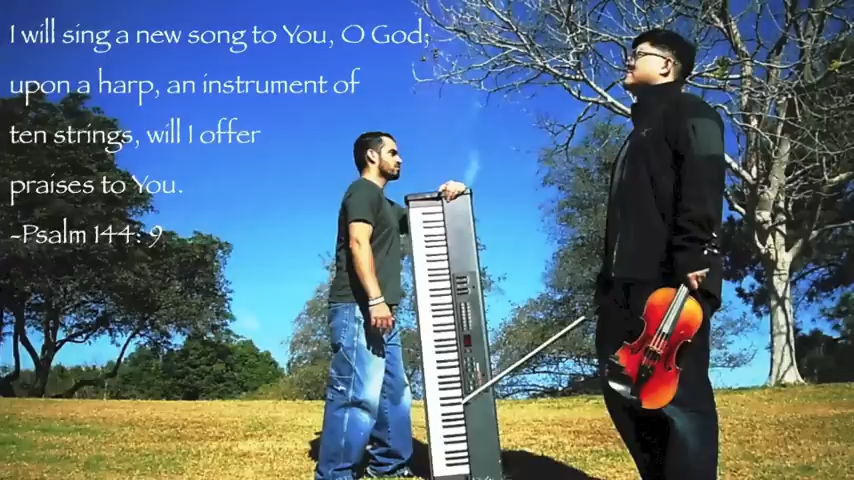 I will sing a new song to You, O God;
upon a harp, an instrument of
ten strings, will I offer
praises to You.
-Psalm 144: 9